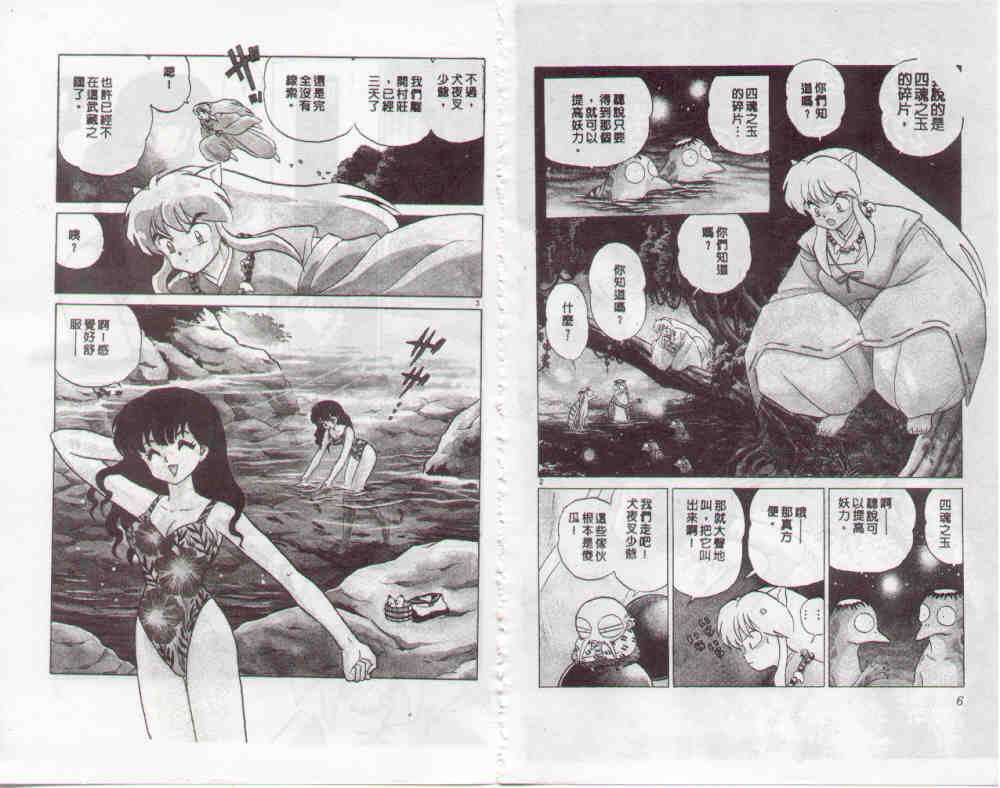 聽說的是
四魂之玉
的碎片，
你們知
道嗎？
四魂之玉
的碎片…
聽說只要
得到那個
，就可以
提高妖力。
你們知道
嗎？
你知道
嗎？
什麼？
2
四魂之玉
啊——
聽說可
以提高
妖力。
哦——
那真方
便。
那就大聲地
叫，把它叫
出來啊！
我們走吧！
犬夜叉少爺
這些傢伙
根本是傻
瓜！
6
不過，
犬夜叉
少爺，
我們離
開村莊
，已經
三天了
還是完
全沒有
線索。
吧！
也許已經不
在這武藏之
國了。
咦？
3
啊！感
覺好舒
服——